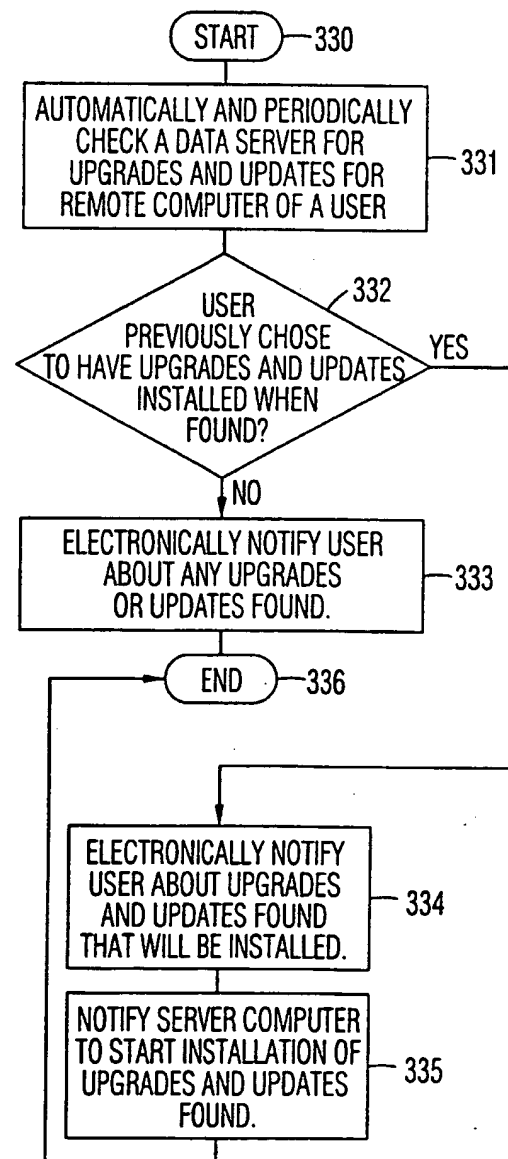 START
330
AUTOMATICALLY AND PERIODICALLY
CHECK A DATA SERVER FOR
UPGRADES AND UPDATES FOR
REMOTE COMPUTER OF A USER
331
332
USER
PREVIOUSLY CHOSE
TO HAVE UPGRADES AND UPDATES
INSTALLED WHEN
FOUND?
YES
NO
ELECTRONICALLY NOTIFY USER
ABOUT ANY UPGRADES
OR UPDATES FOUND.
333
END
336
ELECTRONICALLY NOTIFY
USER ABOUT UPGRADES
AND UPDATES FOUND
THAT WILL BE INSTALLED.
334
NOTIFY SERVER COMPUTER
TO START INSTALLATION OF
UPGRADES AND UPDATES
FOUND.
335